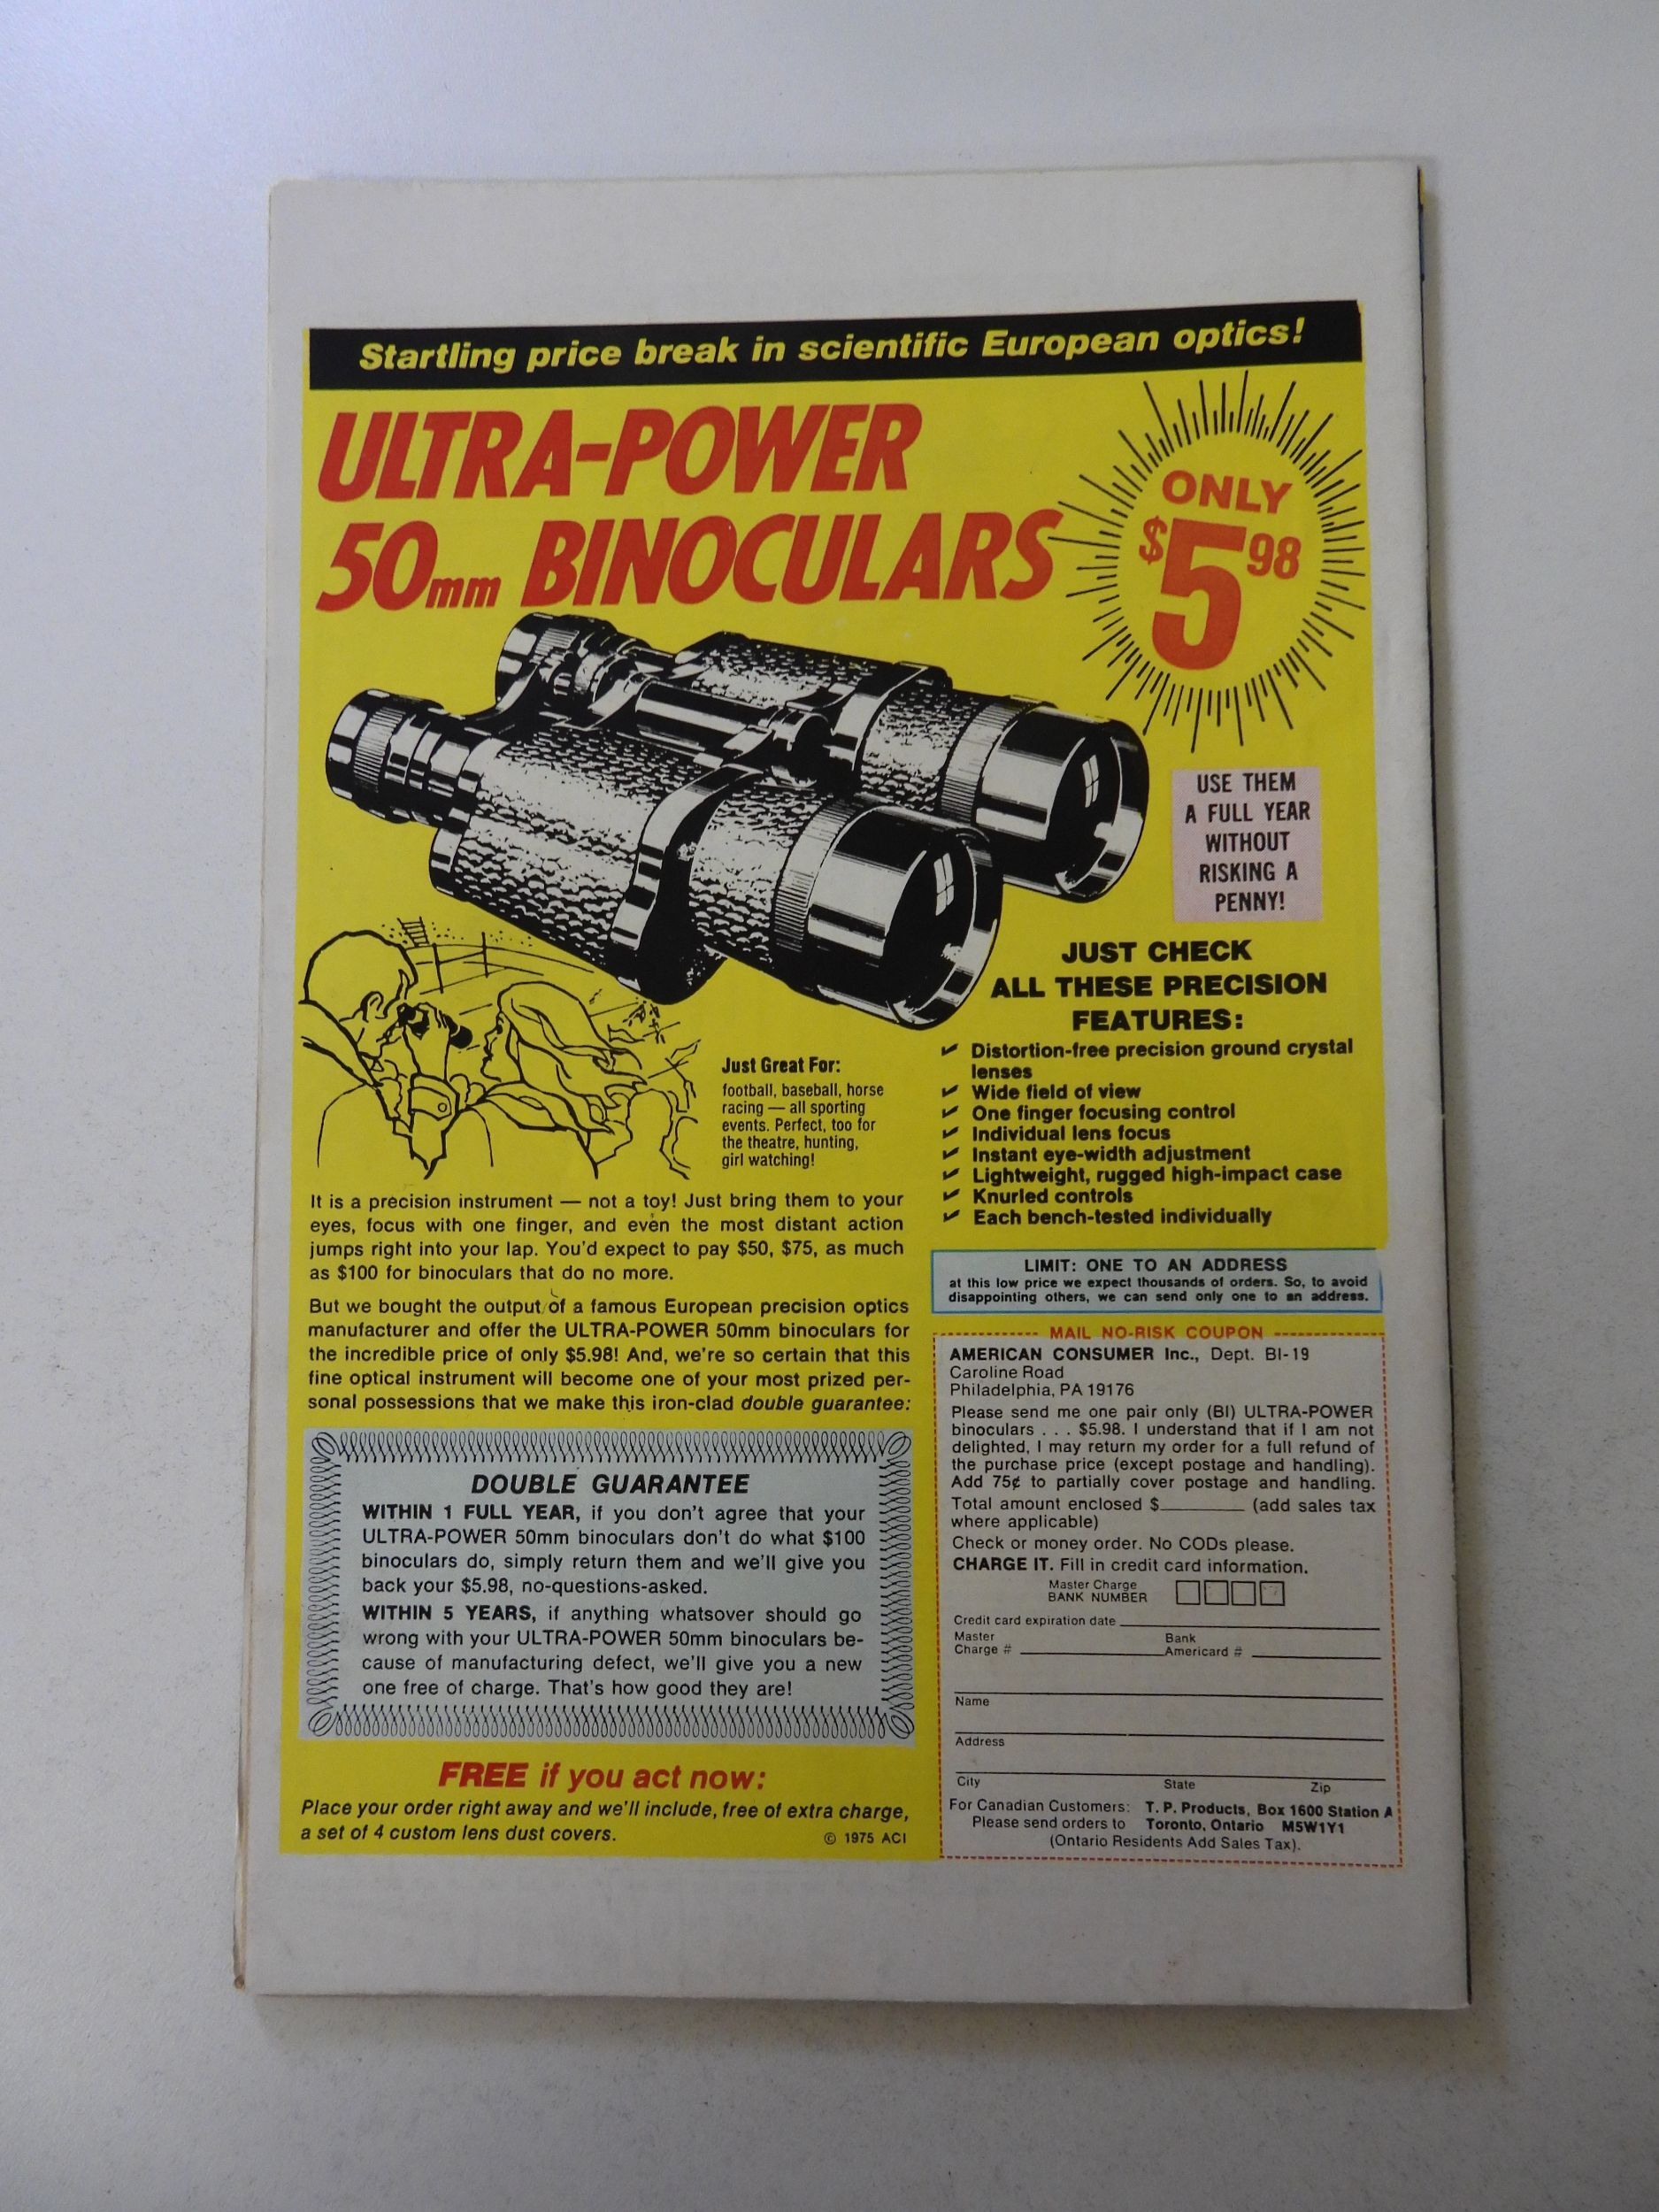 Startling price break in scientific European optics!
ULTRA-POWER
50mm BINOCULARS
ONLY
$5 98
USE THEM
A FULL YEAR
WITHOUT
RISKING A
PENNY!
JUST CHECK
ALL THESE PRECISION
FEATURES:
✔ Distortion-free precision ground crystal
lenses
✔ Wide field of view
✔ One finger focusing control
✔ Individual lens focus
✔ Instant eye-width adjustment
✔ Lightweight, rugged high-impact case
✔ Knurled controls
✔ Each bench-tested individually
Just Great For:
football, baseball, horse
racing — all sporting
events. Perfect, too for
the theatre, hunting,
girl watching!
It is a precision instrument — not a toy! Just bring them to your
eyes, focus with one finger, and even the most distant action
jumps right into your lap. You'd expect to pay $50, $75, as much
as $100 for binoculars that do no more.
But we bought the output of a famous European precision optics
manufacturer and offer the ULTRA-POWER 50mm binoculars for
the incredible price of only $5.98! And, we're so certain that this
fine optical instrument will become one of your most prized per-
sonal possessions that we make this iron-clad double guarantee:
DOUBLE GUARANTEE
WITHIN 1 FULL YEAR, if you don't agree that your
ULTRA-POWER 50mm binoculars don't do what $100
binoculars do, simply return them and we'll give you
back your $5.98, no-questions-asked.
WITHIN 5 YEARS, if anything whatsover should go
wrong with your ULTRA-POWER 50mm binoculars be-
cause of manufacturing defect, we'll give you a new
one free of charge. That's how good they are!
FREE if you act now:
Place your order right away and we'll include, free of extra charge,
a set of 4 custom lens dust covers.
© 1975 ACI
LIMIT: ONE TO AN ADDRESS
at this low price we expect thousands of orders. So, to avoid
disappointing others, we can send only one to an address.
MAIL NO-RISK COUPON
AMERICAN CONSUMER Inc., Dept. BI-19
Caroline Road
Philadelphia, PA 19176
Please send me one pair only (BI) ULTRA-POWER
binoculars . . . $5.98. I understand that if I am not
delighted, I may return my order for a full refund of
the purchase price (except postage and handling).
Add 75¢ to partially cover postage and handling.
Total amount enclosed $________ (add sales tax
where applicable)
Check or money order. No CODs please.
CHARGE IT. Fill in credit card information.
Master Charge
BANK NUMBER
Credit card expiration date
Master Bank
Charge # Americard #
Name
Address
City State Zip
For Canadian Customers: T. P. Products, Box 1600 Station A
Please send orders to Toronto, Ontario M5W1Y1
(Ontario Residents Add Sales Tax).